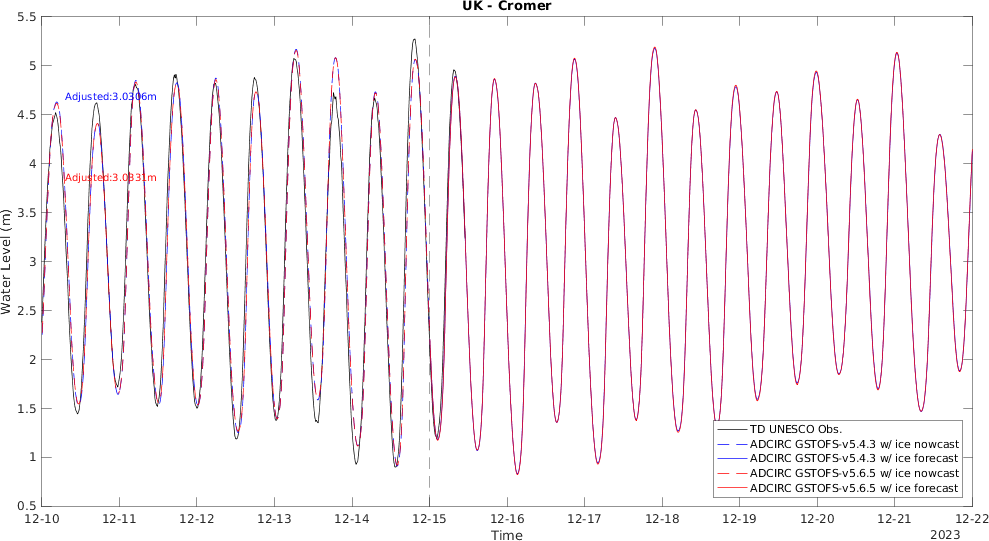 UK - Cromer
5.5
5
4.5
4
3.5
3
2.5
2
1.5
1
0.5
Water Level (m)
Adjusted:3.0306m
Adjusted:3.0331m
TD UNESCO Obs.
ADCIRC GSTOFS-v5.4.3 w/ ice nowcast
ADCIRC GSTOFS-v5.4.3 w/ ice forecast
ADCIRC GSTOFS-v5.6.5 w/ ice nowcast
ADCIRC GSTOFS-v5.6.5 w/ ice forecast
12-10 12-11 12-12 12-13 12-14 12-15 12-16 12-17 12-18 12-19 12-20 12-21 12-22
Time
2023